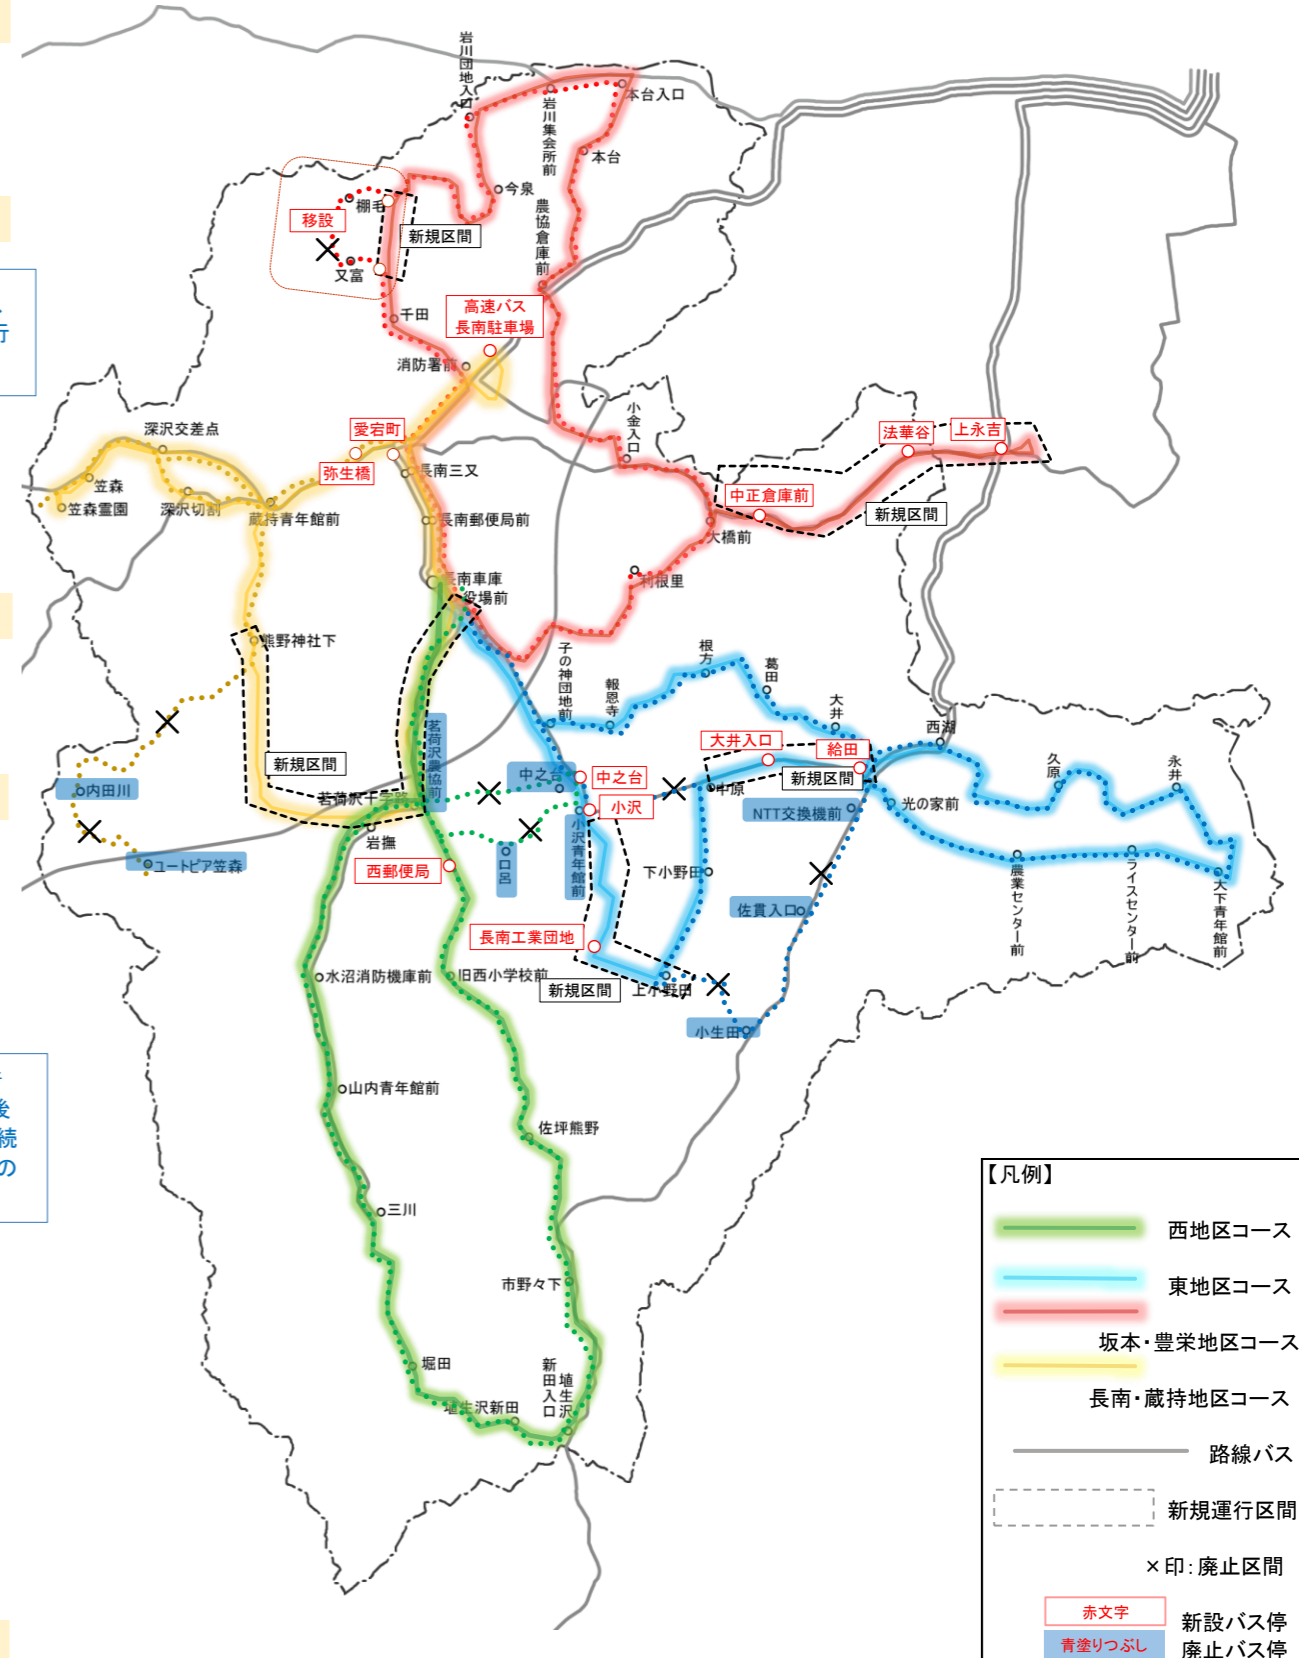 岩川団地入口
岩川集会所前
本台入口
本台
今泉
農協倉庫前
棚毛
移設
新規区間
又富
行
千田
高速バス
長南駐車場
消防署前
小金入口
愛宕町
弥生橋
深沢交差点
法華谷
上永吉
長南三又
笠森
笠森霊園
深沢切割
蔵持青年館前
長南郵便局前
中正倉庫前
新規区間
大橋前
長南車庫
役場前
利根里
熊野神社下
子の神団地前
報恩寺
根方
葛田
大井
西湖
久原
永井
新規区間
茗荷沢農協前
大井入口
給田
新規区間
中之台
中之台
小沢
中原
NTT交換機前
光の家前
内田川
茗荷沢十字路
岩撫
ユートピア笠森
西郵便局
口呂
小沢青年館前
下小野田
佐貫入口
農業センター前
ライスセンター前
大下青年館前
長南工業団地
水沼消防機庫前
旧西小学校前
新規区間
上小野田
小生田
後
続
の
山内青年館前
佐坪熊野
三川
市野々下
堀田
新田入口
埴生沢
埴生沢新田
【凡例】
西地区コース
東地区コース
坂本・豊栄地区コース
長南・蔵持地区コース
路線バス
新規運行区間
×印：廃止区間
赤文字
新設バス停
青塗りつぶし
廃止バス停